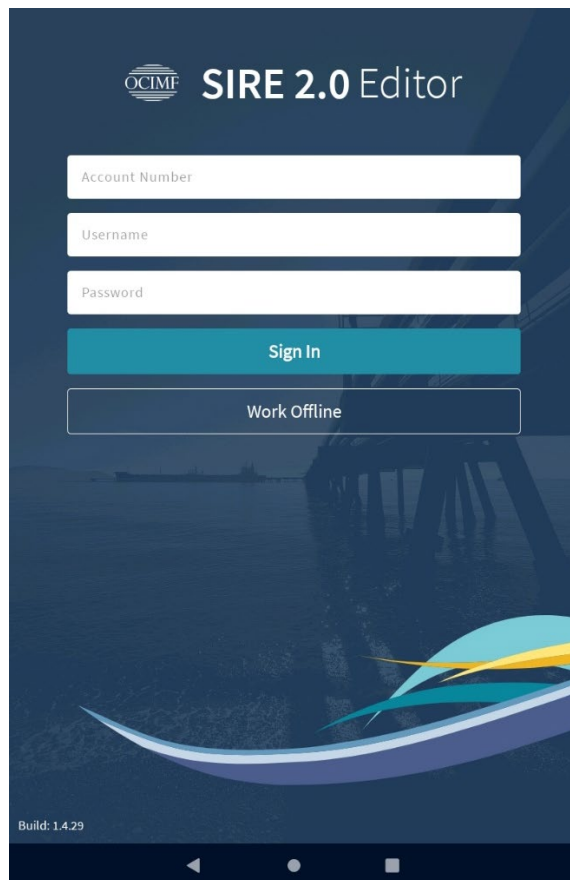 OCIMF SIRE 2.0 Editor
Account Number
Username
Password
Sign In
Work Offline
Build: 1.4.29